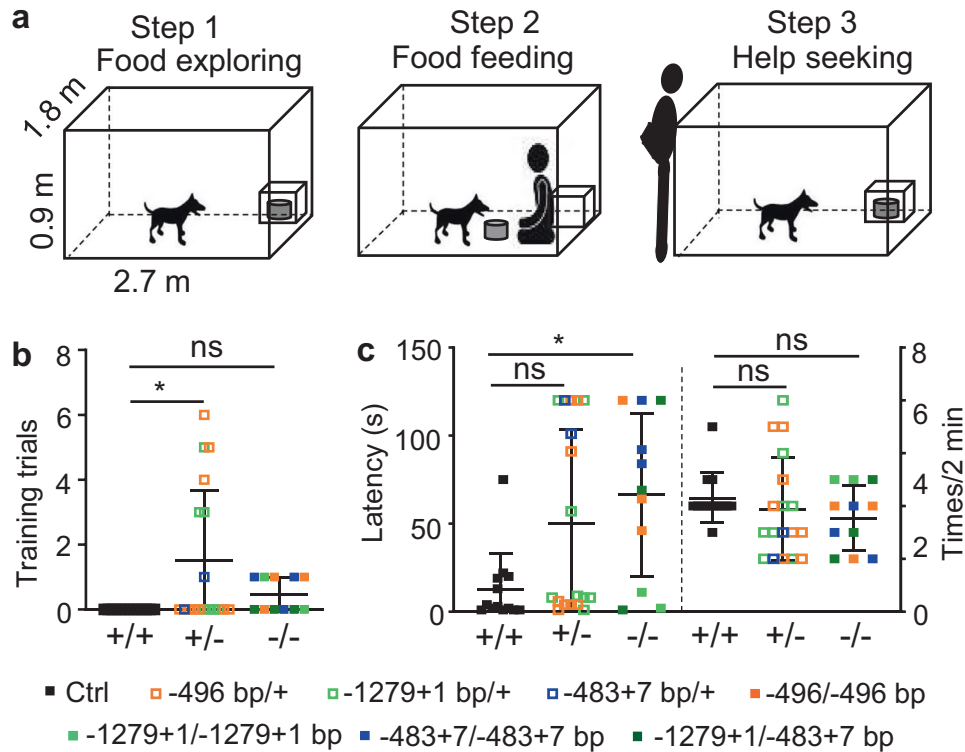 a
Step 1 Step 2 Step 3
Food exploring Food feeding Help seeking
1.8 m
0.9 m
2.7 m
b
8
6
4
2
0
Training trials
ns
*
+/+ +/- -/-
c
150
100
50
0
Latency (s)
*
ns
ns
ns
8
6
4
2
0
Times/2 min
+/+ +/- -/- +/+ +/- -/-
Ctrl -496 bp/+ -1279+1 bp/+ -483+7 bp/+ -496/-496 bp
-1279+1/-1279+1 bp -483+7/-483+7 bp -1279+1/-483+7 bp